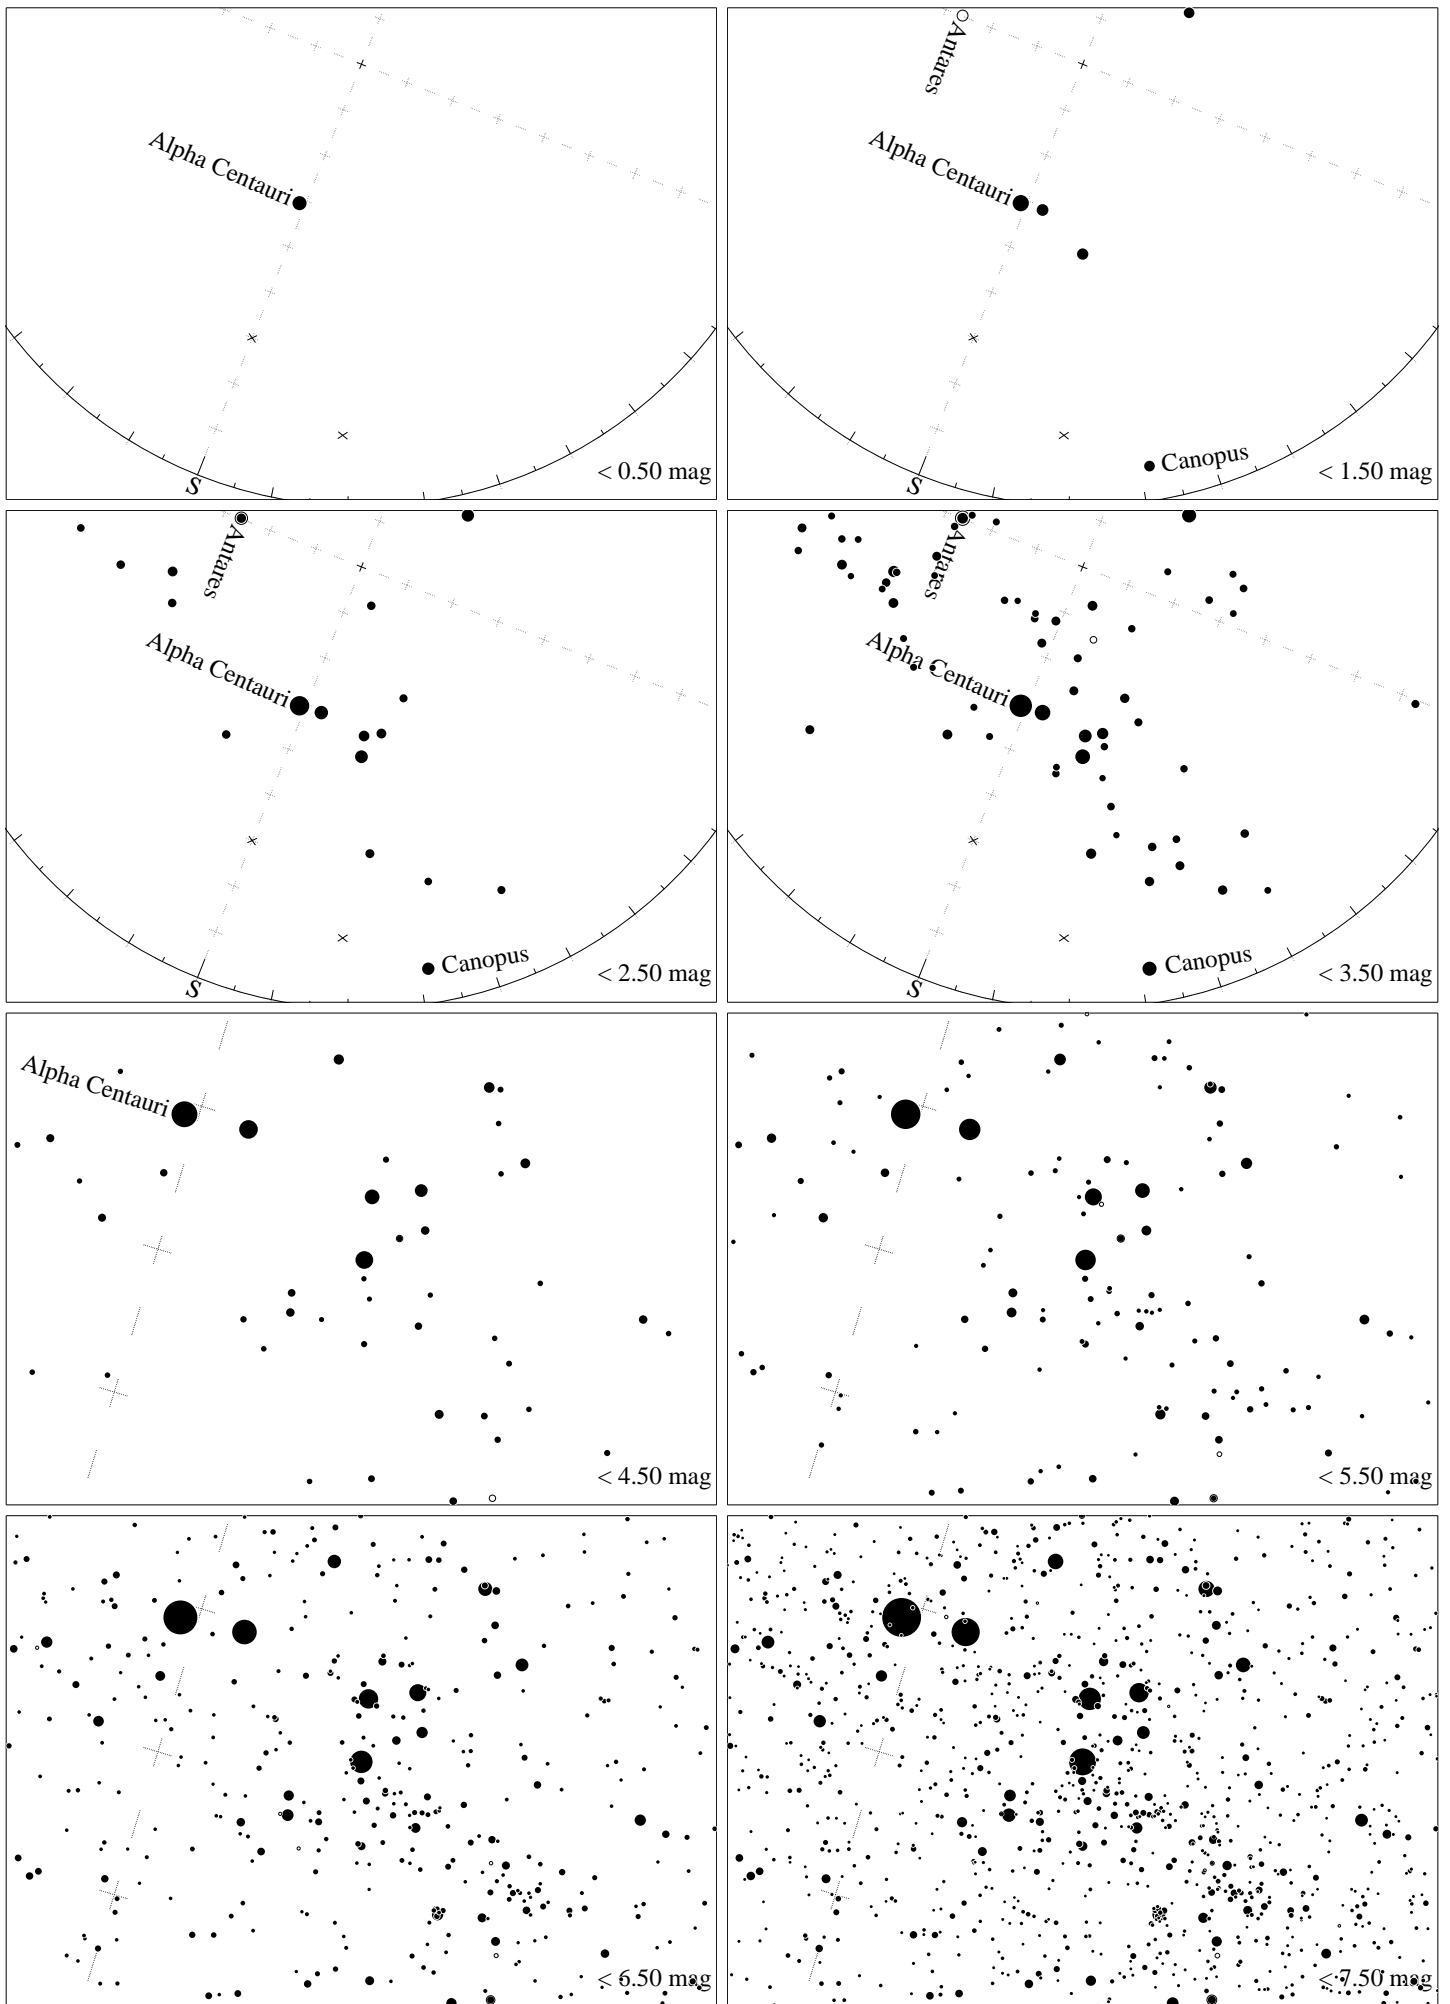 Alpha Centauri
S
< 0.50 mag
Antares
Alpha Centauri
Canopus
S
< 1.50 mag
Antares
Alpha Centauri
Canopus
S
< 2.50 mag
Antares
Alpha Centauri
Canopus
S
< 3.50 mag
Alpha Centauri
< 4.50 mag
< 5.50 mag
< 6.50 mag
< 7.50 mag